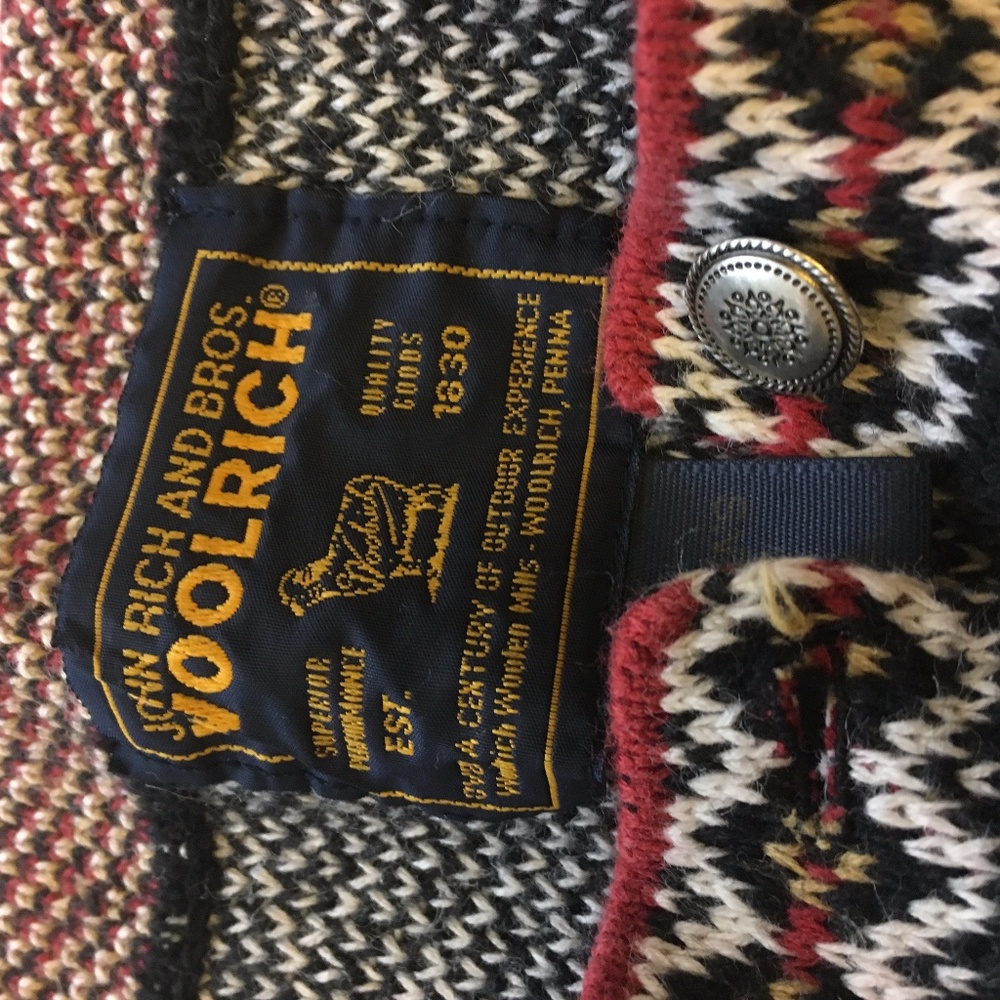 JOHN RICH AND BROS.
WOOLRICH®
SUPERIOR PERFORMANCE
QUALITY GOODS
Woolrich
EST. 1830
A CENTURY OF OUTDOOR EXPERIENCE
Woolrich Woolen Mills - WOOLRICH, PENNA